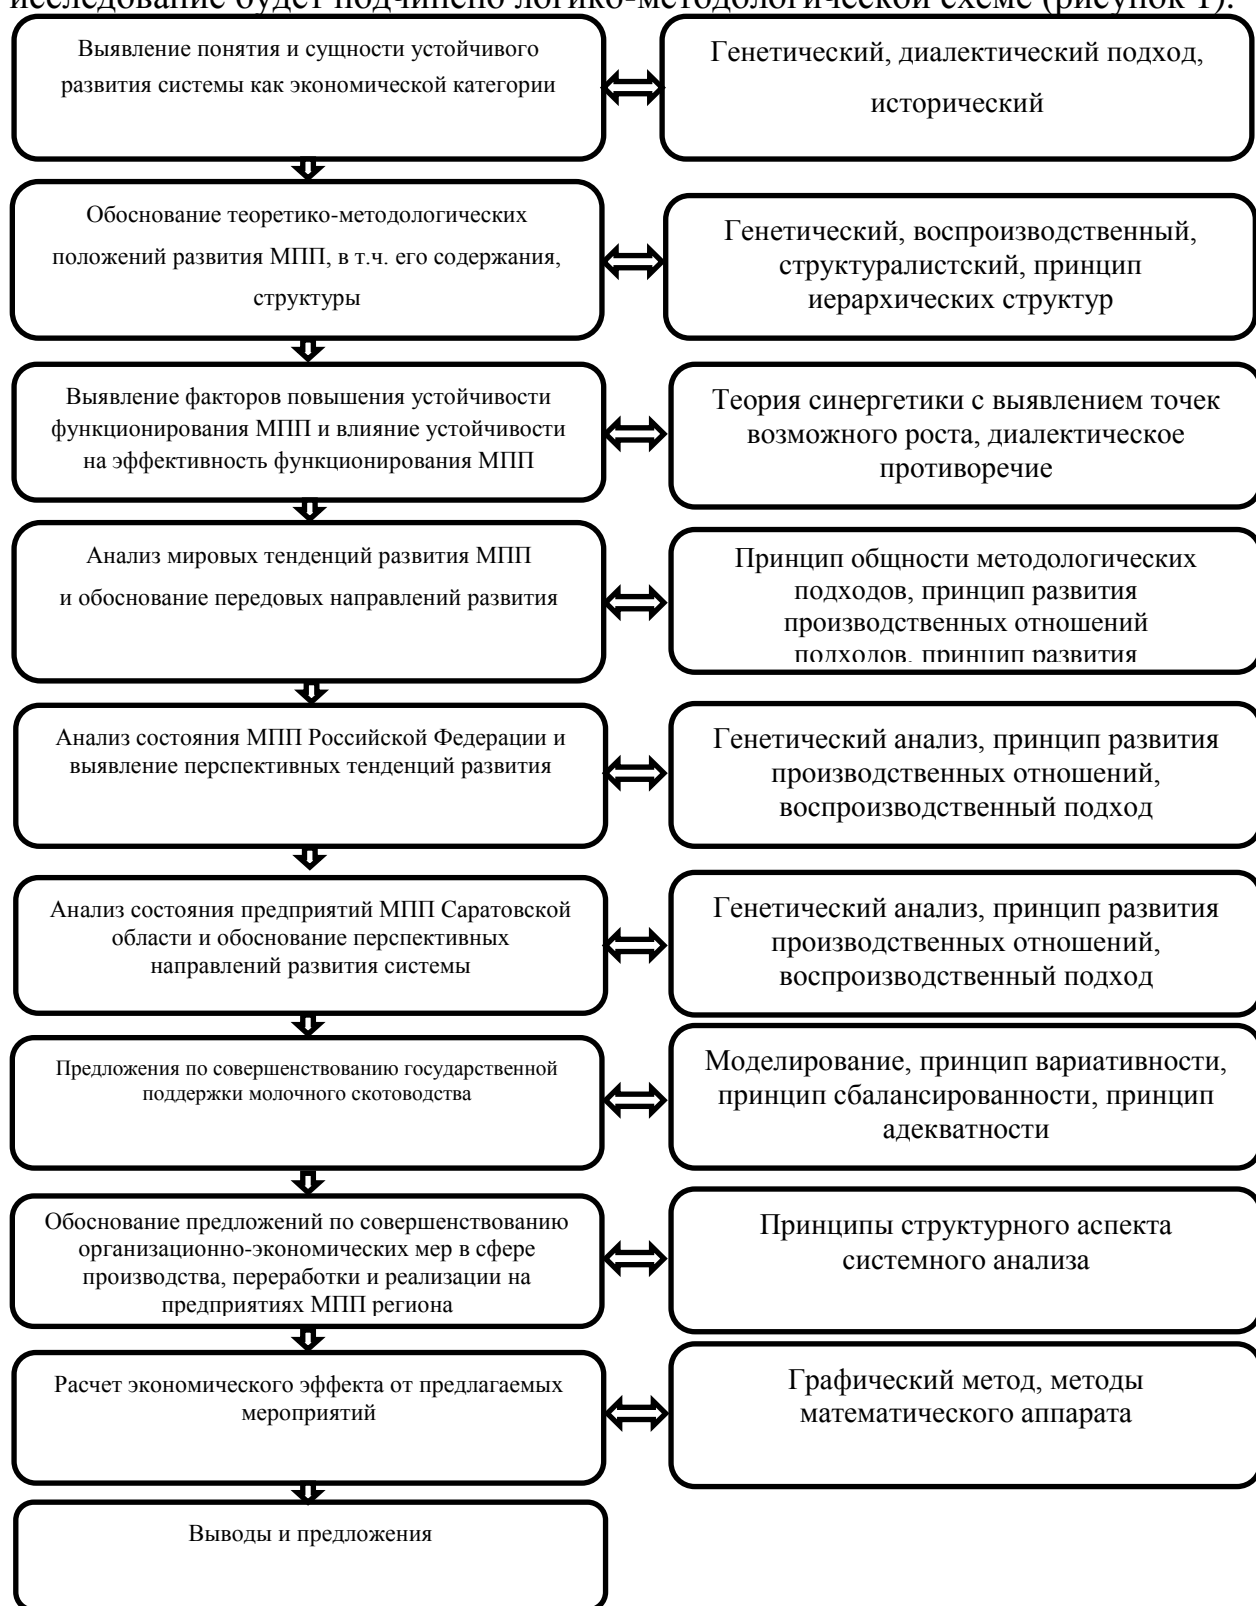 исследование будет подчинено логико-методологической схеме (рисунок 1).
Выявление понятия и сущности устойчивого
развития системы как экономической категории
Генетический, диалектический подход,
исторический
Обоснование теоретико-методологических
положений развития МПП, в т.ч. его содержания,
структуры
Генетический, воспроизводственный,
структуралистский, принцип
иерархических структур
Выявление факторов повышения устойчивости
функционирования МПП и влияние устойчивости
на эффективность функционирования МПП
Теория синергетики с выявлением точек
возможного роста, диалектическое
противоречие
Анализ мировых тенденций развития МПП
и обоснование передовых направлений развития
Принцип общности методологических
подходов, принцип развития
производственных отношений
подходов, принцип развития
Анализ состояния МПП Российской Федерации и
выявление перспективных тенденций развития
Генетический анализ, принцип развития
производственных отношений,
воспроизводственный подход
Анализ состояния предприятий МПП Саратовской
области и обоснование перспективных
направлений развития системы
Генетический анализ, принцип развития
производственных отношений,
воспроизводственный подход
Предложения по совершенствованию государственной
поддержки молочного скотоводства
Моделирование, принцип вариативности,
принцип сбалансированности, принцип
адекватности
Обоснование предложений по совершенствованию
организационно-экономических мер в сфере
производства, переработки и реализации на
предприятиях МПП региона
Принципы структурного аспекта
системного анализа
Расчет экономического эффекта от предлагаемых
мероприятий
Графический метод, методы
математического аппарата
Выводы и предложения